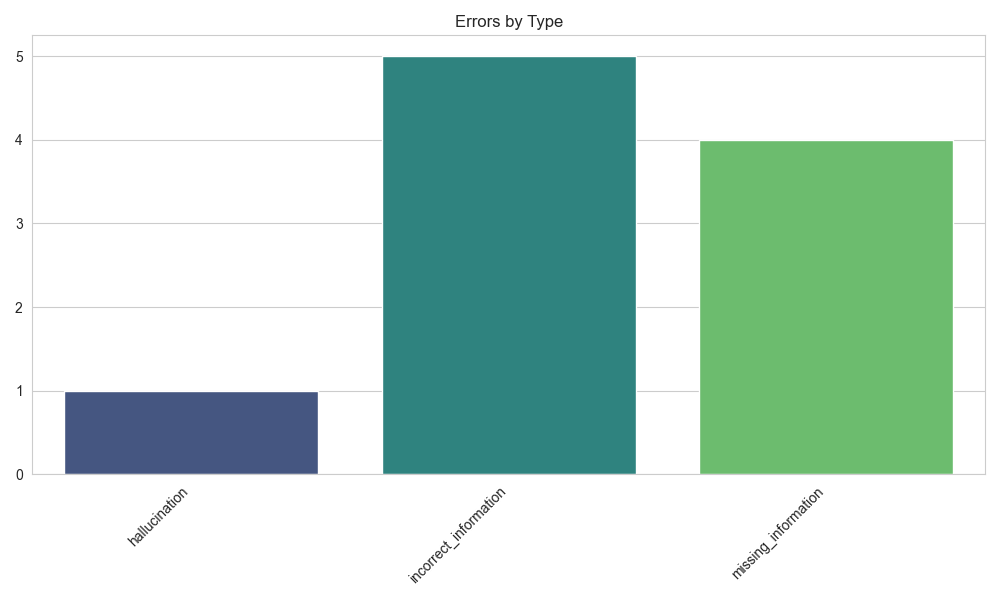 Errors by Type
5
4
3
2
1
0
hallucination
incorrect_information
missing_information